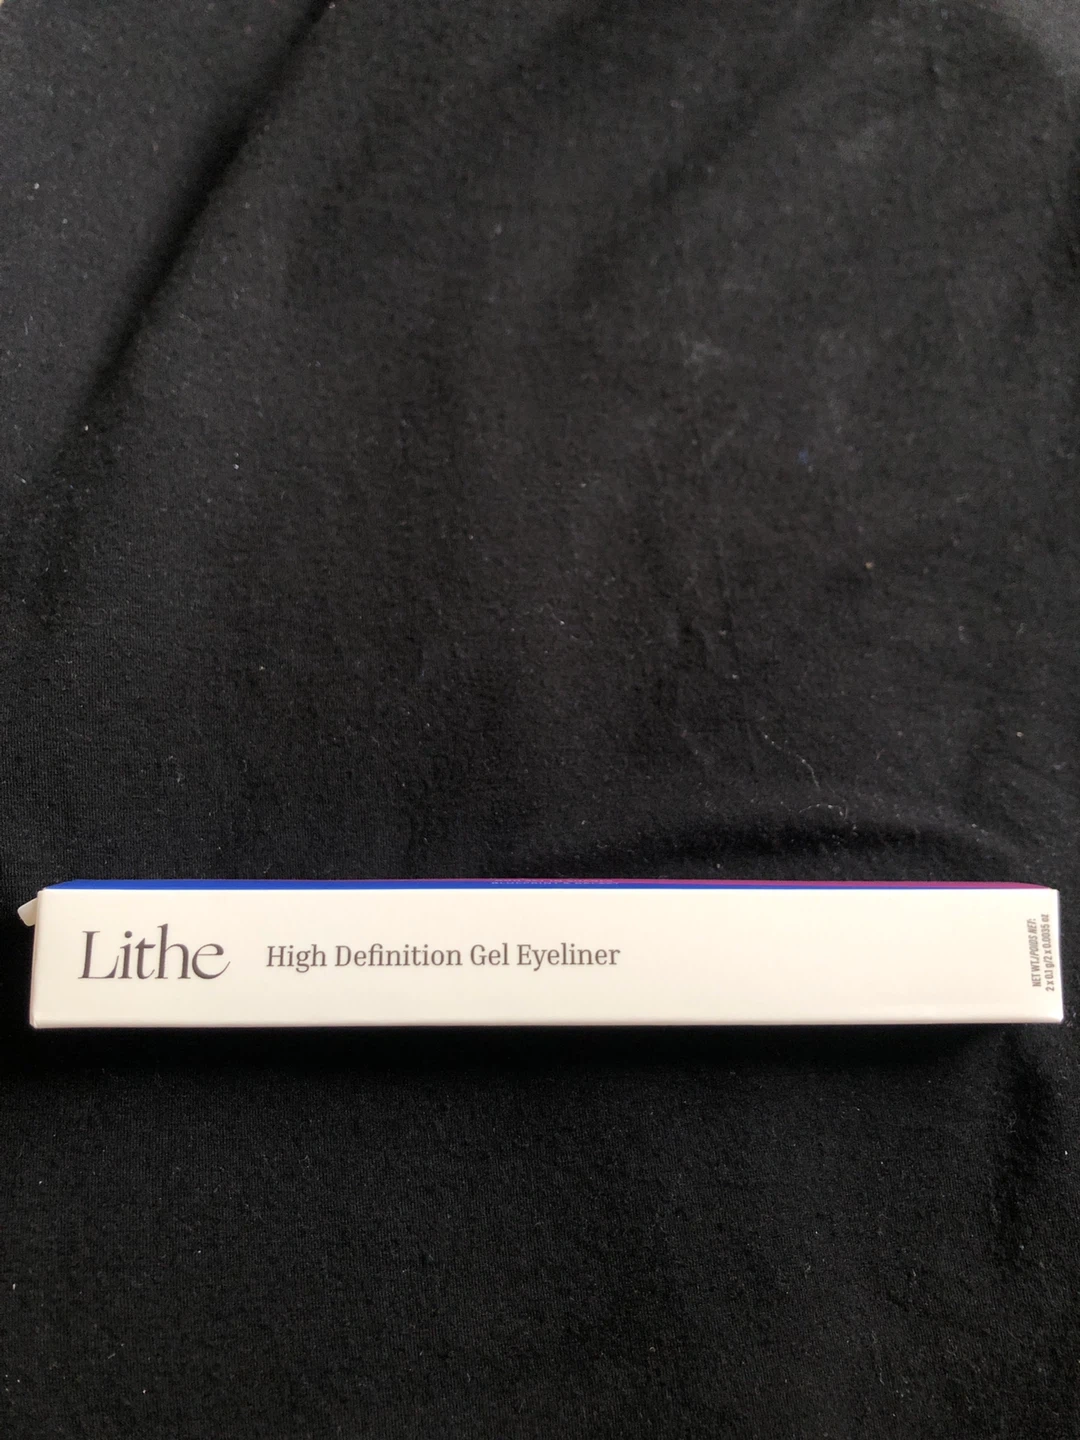 Lithe
High Definition Gel Eyeliner
NET WT./POIDS NET:
2 x 0.1 g/2 x 0.0035 oz